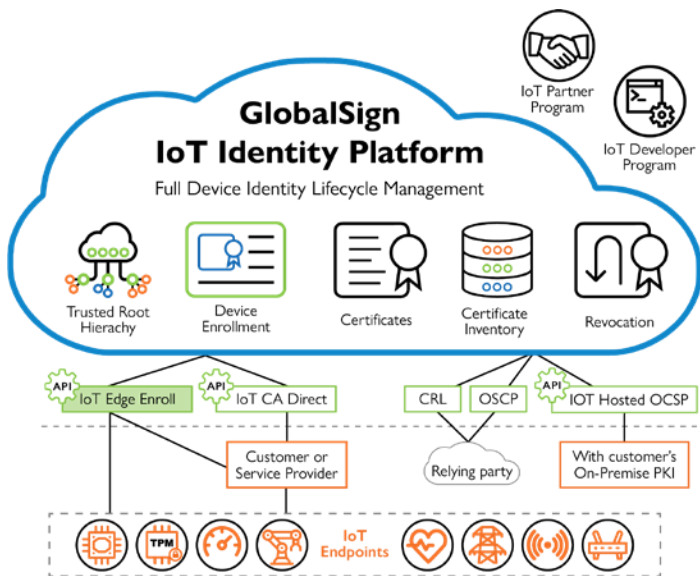 IoT Partner
Program
IoT Developer
Program
GlobalSign
IoT Identity Platform
Full Device Identity Lifecycle Management
Trusted Root
Hierachy
Device
Enrollment
Certificates
Certificate
Inventory
Revocation
API
IoT Edge Enroll
API
IoT CA Direct
CRL
OSCP
API
IOT Hosted OCSP
Customer or
Service Provider
Relying party
With customer's
On-Premise PKI
TPM
IoT
Endpoints